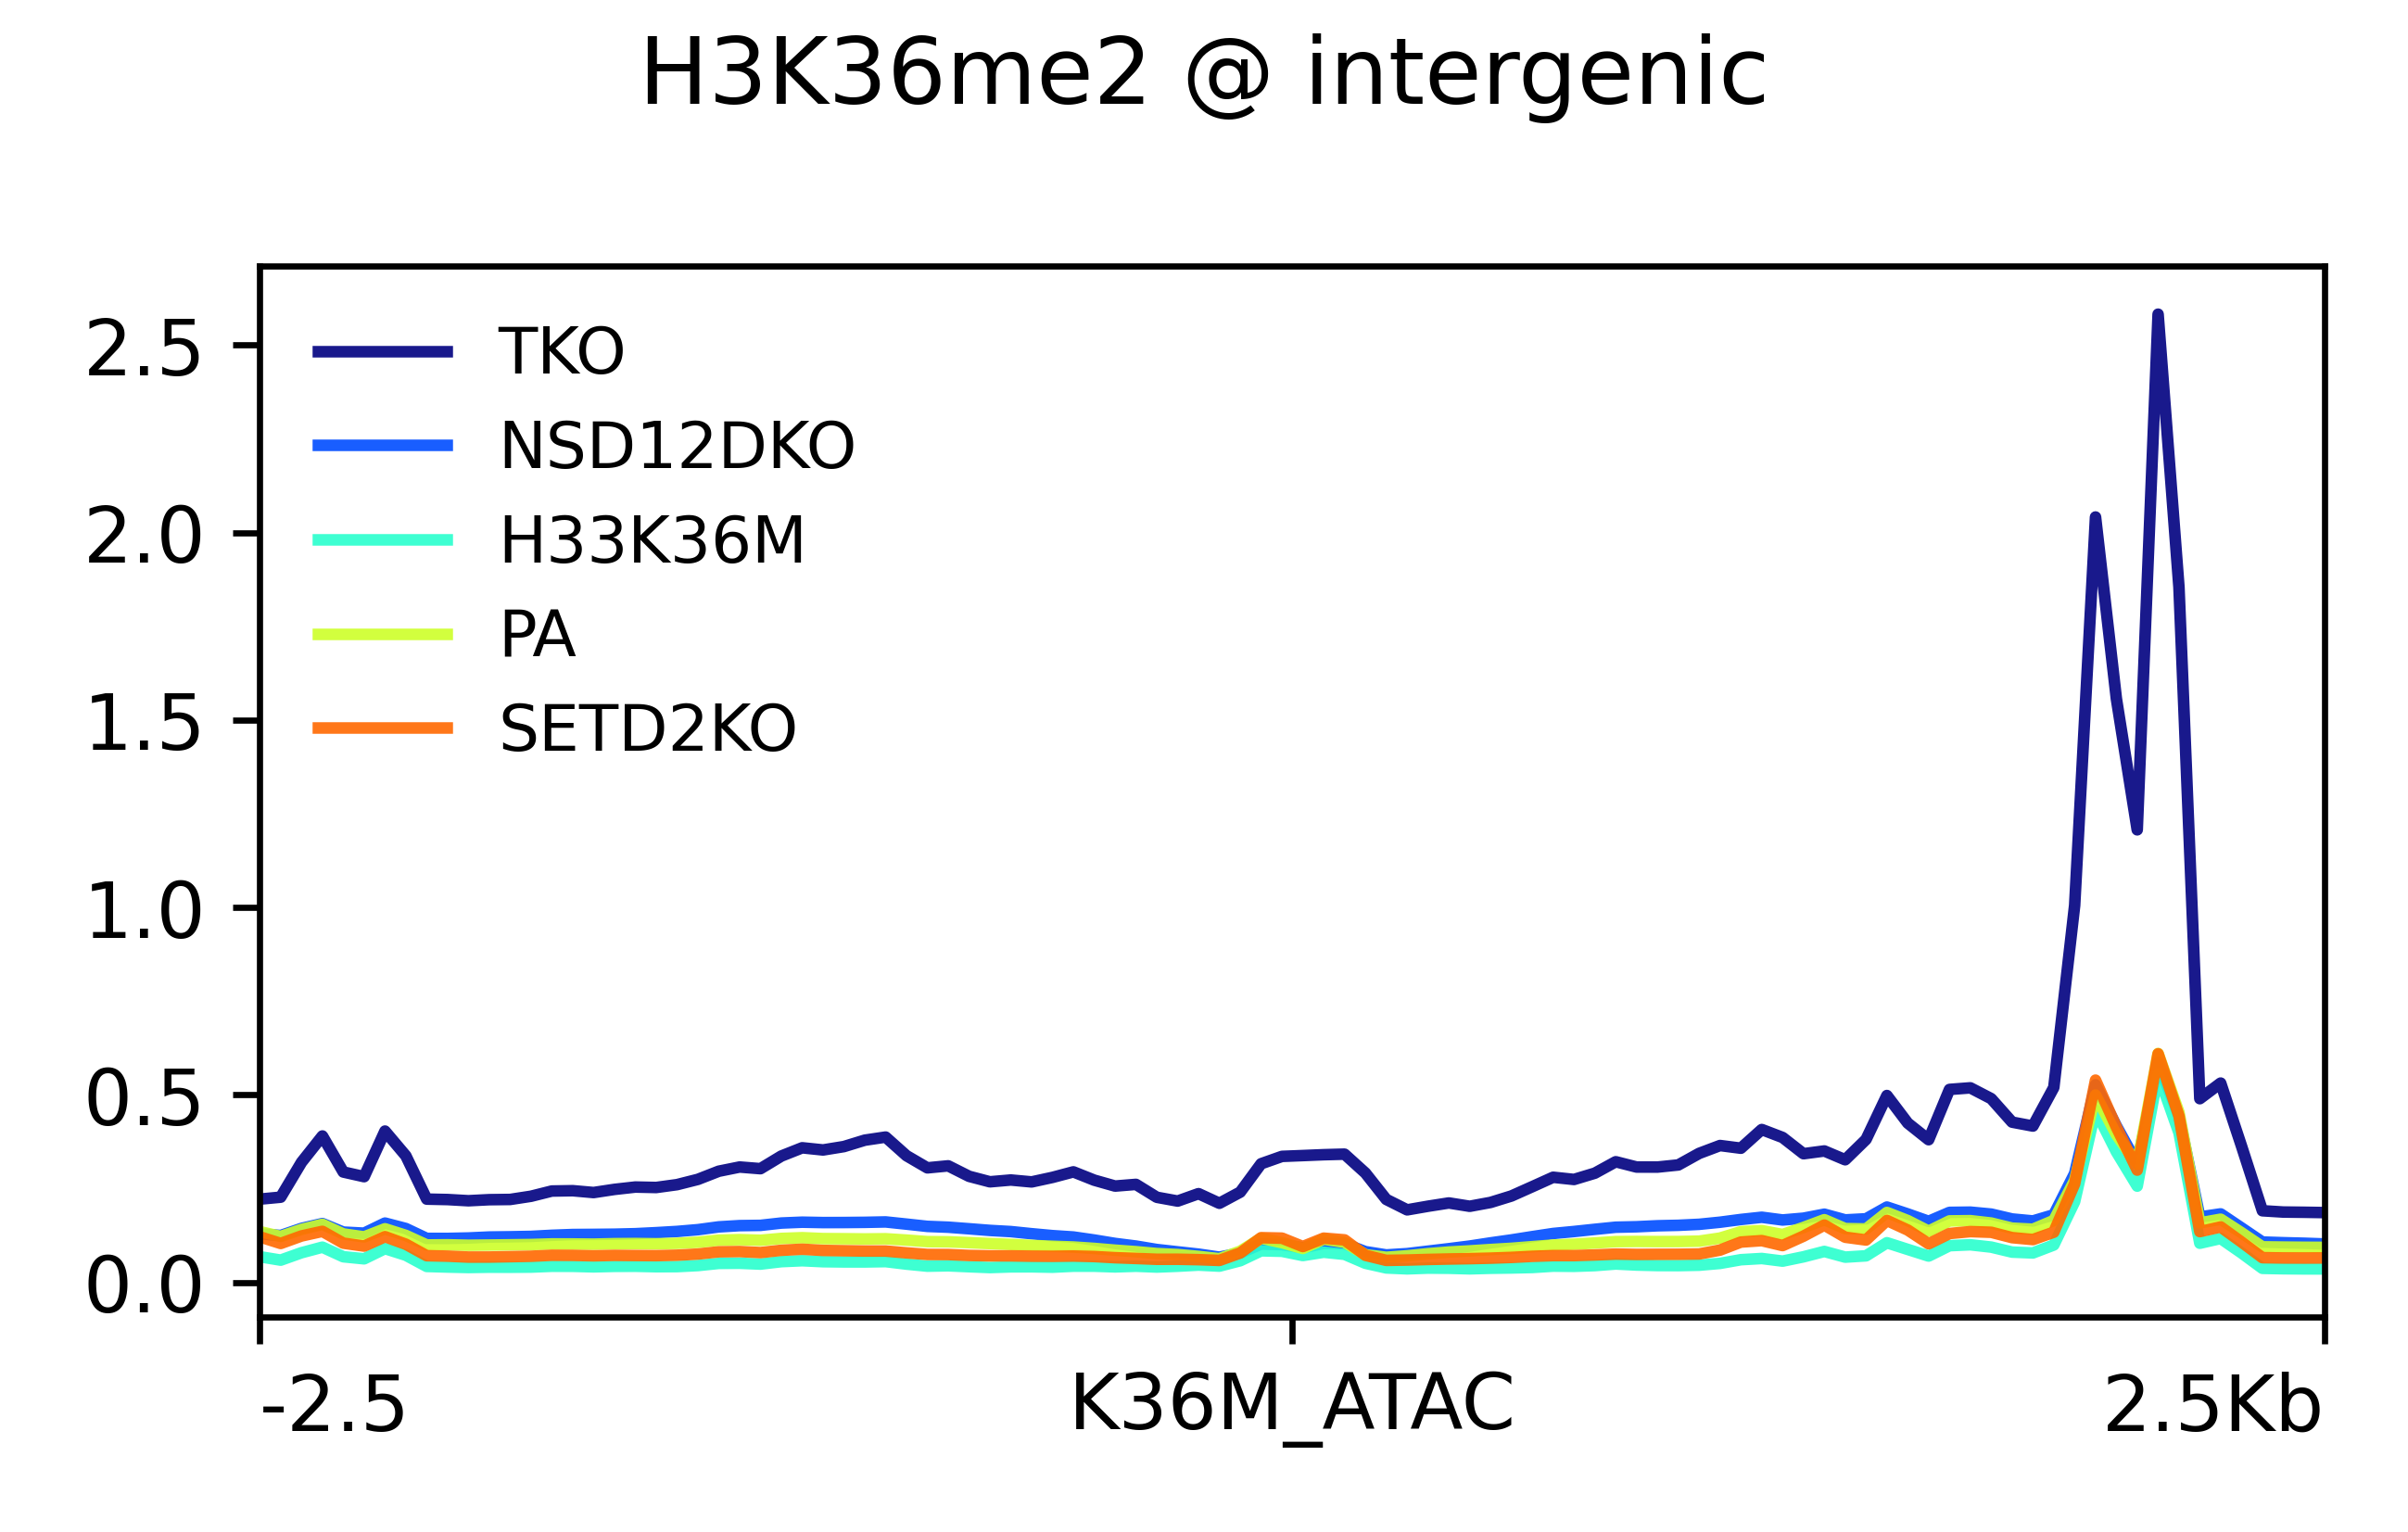 H3K36me2 @ intergenic
2.5
2.0
1.5
1.0
0.5
0.0
TKO
NSD12DKO
H33K36M
PA
SETD2KO
-2.5
K36M_ATAC
2.5Kb